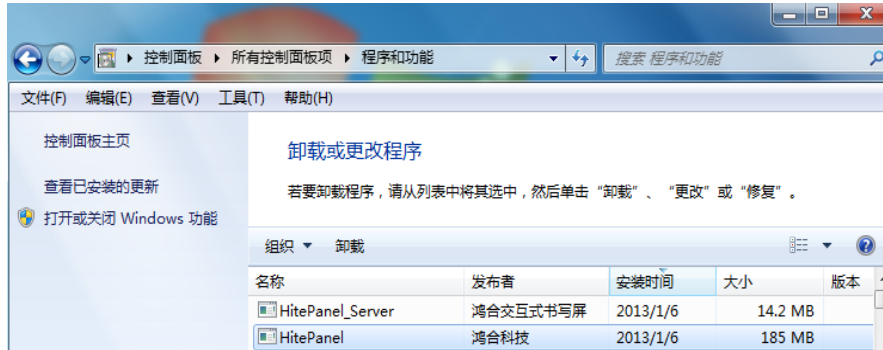 控制面板 ▸ 所有控制面板项 ▸ 程序和功能 搜索 程序和功能
文件(F) 编辑(E) 查看(V) 工具(T) 帮助(H)
控制面板主页
查看已安装的更新
打开或关闭 Windows 功能
卸载或更改程序
若要卸载程序，请从列表中将其选中，然后单击“卸载”、“更改”或“修复”。
组织 ▼ 卸载
名称 发布者 安装时间 大小 版本
HitePanel_Server 鸿合交互式书写屏 2013/1/6 14.2 MB
HitePanel 鸿合科技 2013/1/6 185 MB